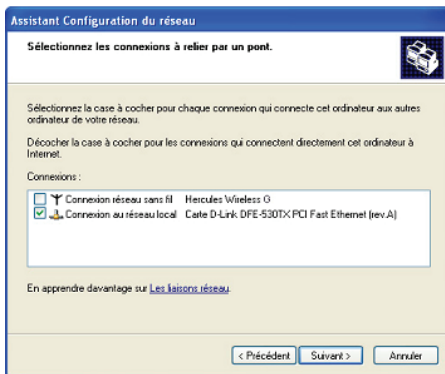 Assistant Configuration du réseau
Sélectionnez les connexions à relier par un pont.
Sélectionnez la case à cocher pour chaque connexion qui connecte cet ordinateur aux autres
ordinateur de votre réseau.
Décocher la case à cocher pour les connexions qui connectent directement cet ordinateur à
Internet.
Connexions :
Connexion réseau sans fil Hercules Wireless G
Connexion au réseau local Carte D-Link DFE-530TX PCI Fast Ethernet (rev.A)
En apprendre davantage sur Les liaisons réseau.
< Précédent Suivant > Annuler